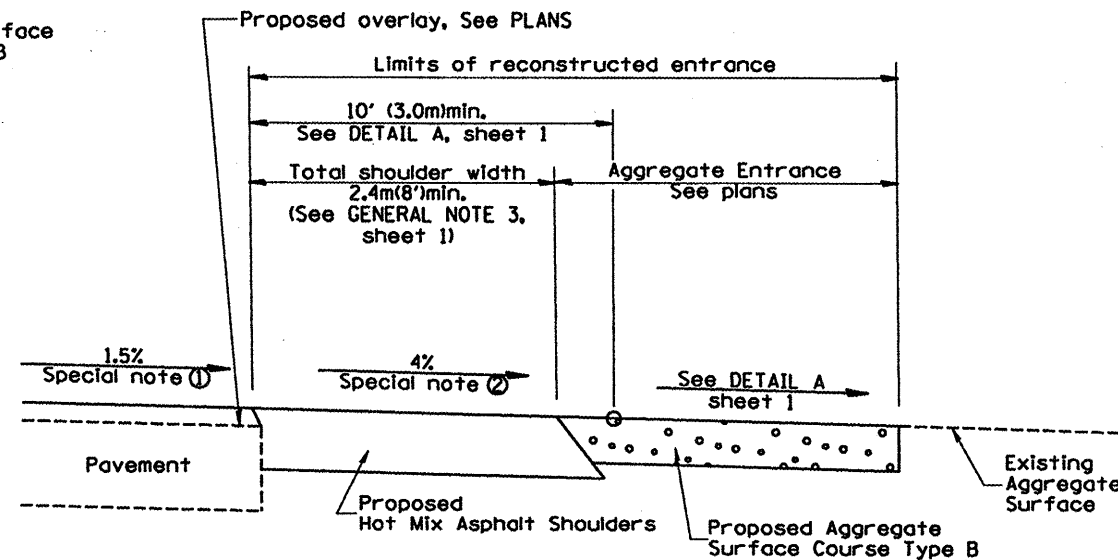 Proposed overlay, See PLANS
rface
B
Limits of reconstructed entrance
10' (3.0m)min.
See DETAIL A, sheet 1
Total shoulder width
2.4m(8')min.
(See GENERAL NOTE 3,
sheet 1)
Aggregate Entrance
See plans
1.5%
Special note ①
4%
Special note ②
See DETAIL A
sheet 1
Pavement
Proposed
Hot Mix Asphalt Shoulders
Proposed Aggregate
Surface Course Type B
Existing
Aggregate
Surface